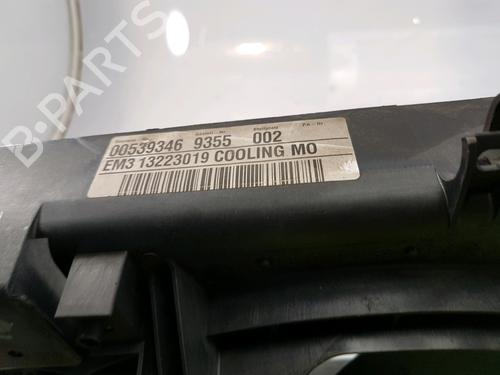 00539346 9355 002
EM3 13223019 COOLING MO
B-PARTS